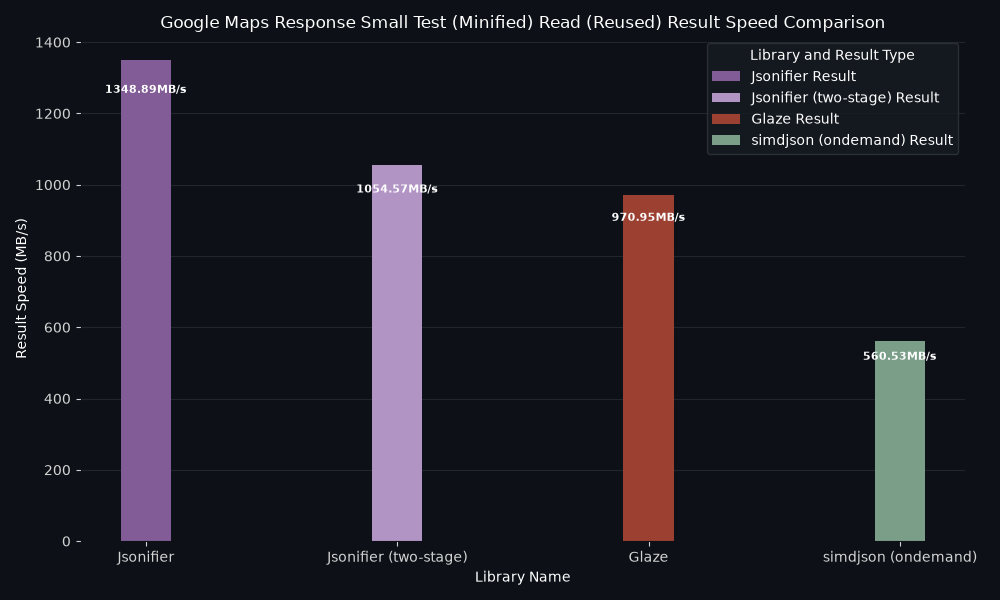 Google Maps Response Small Test (Minified) Read (Reused) Result Speed Comparison
Library and Result Type
Jsonifier Result
Jsonifier (two-stage) Result
Glaze Result
simdjson (ondemand) Result
Result Speed (MB/s)
1400
1200
1000
800
600
400
200
0
1348.89MB/s
1054.57MB/s
970.95MB/s
560.53MB/s
Jsonifier
Jsonifier (two-stage)
Glaze
simdjson (ondemand)
Library Name